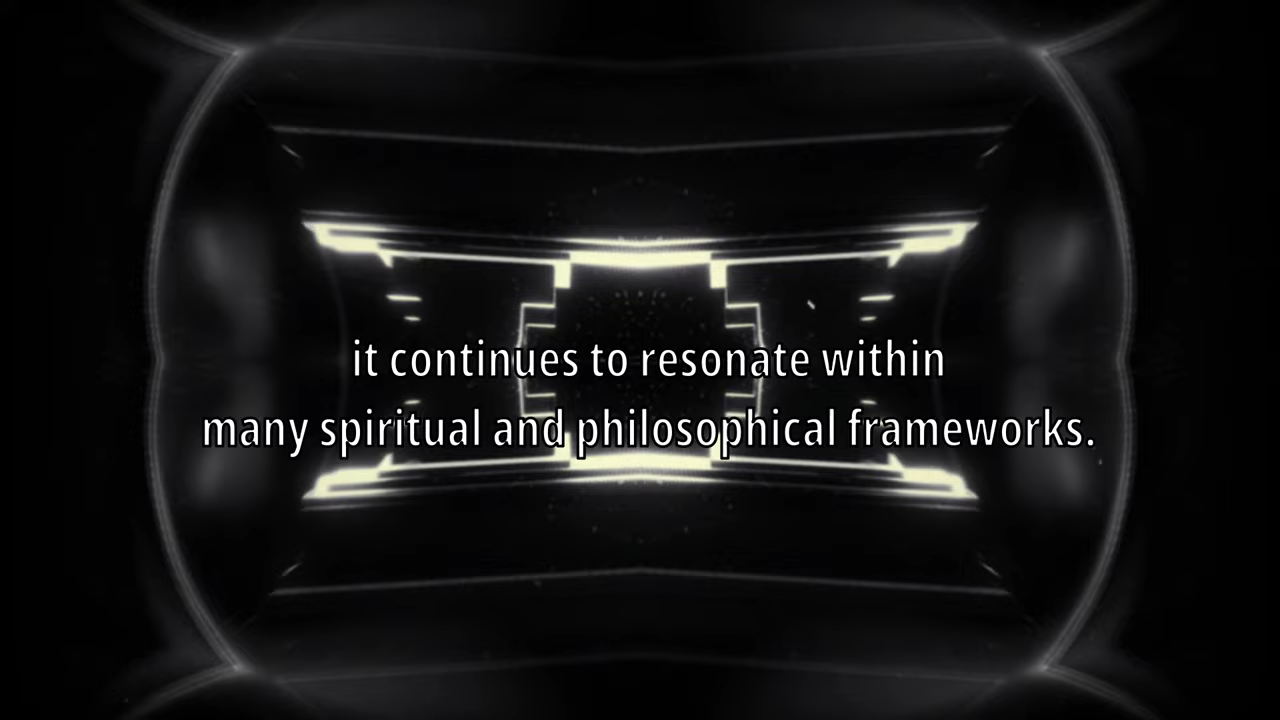 it continues to resonate within
many spiritual and philosophical frameworks.